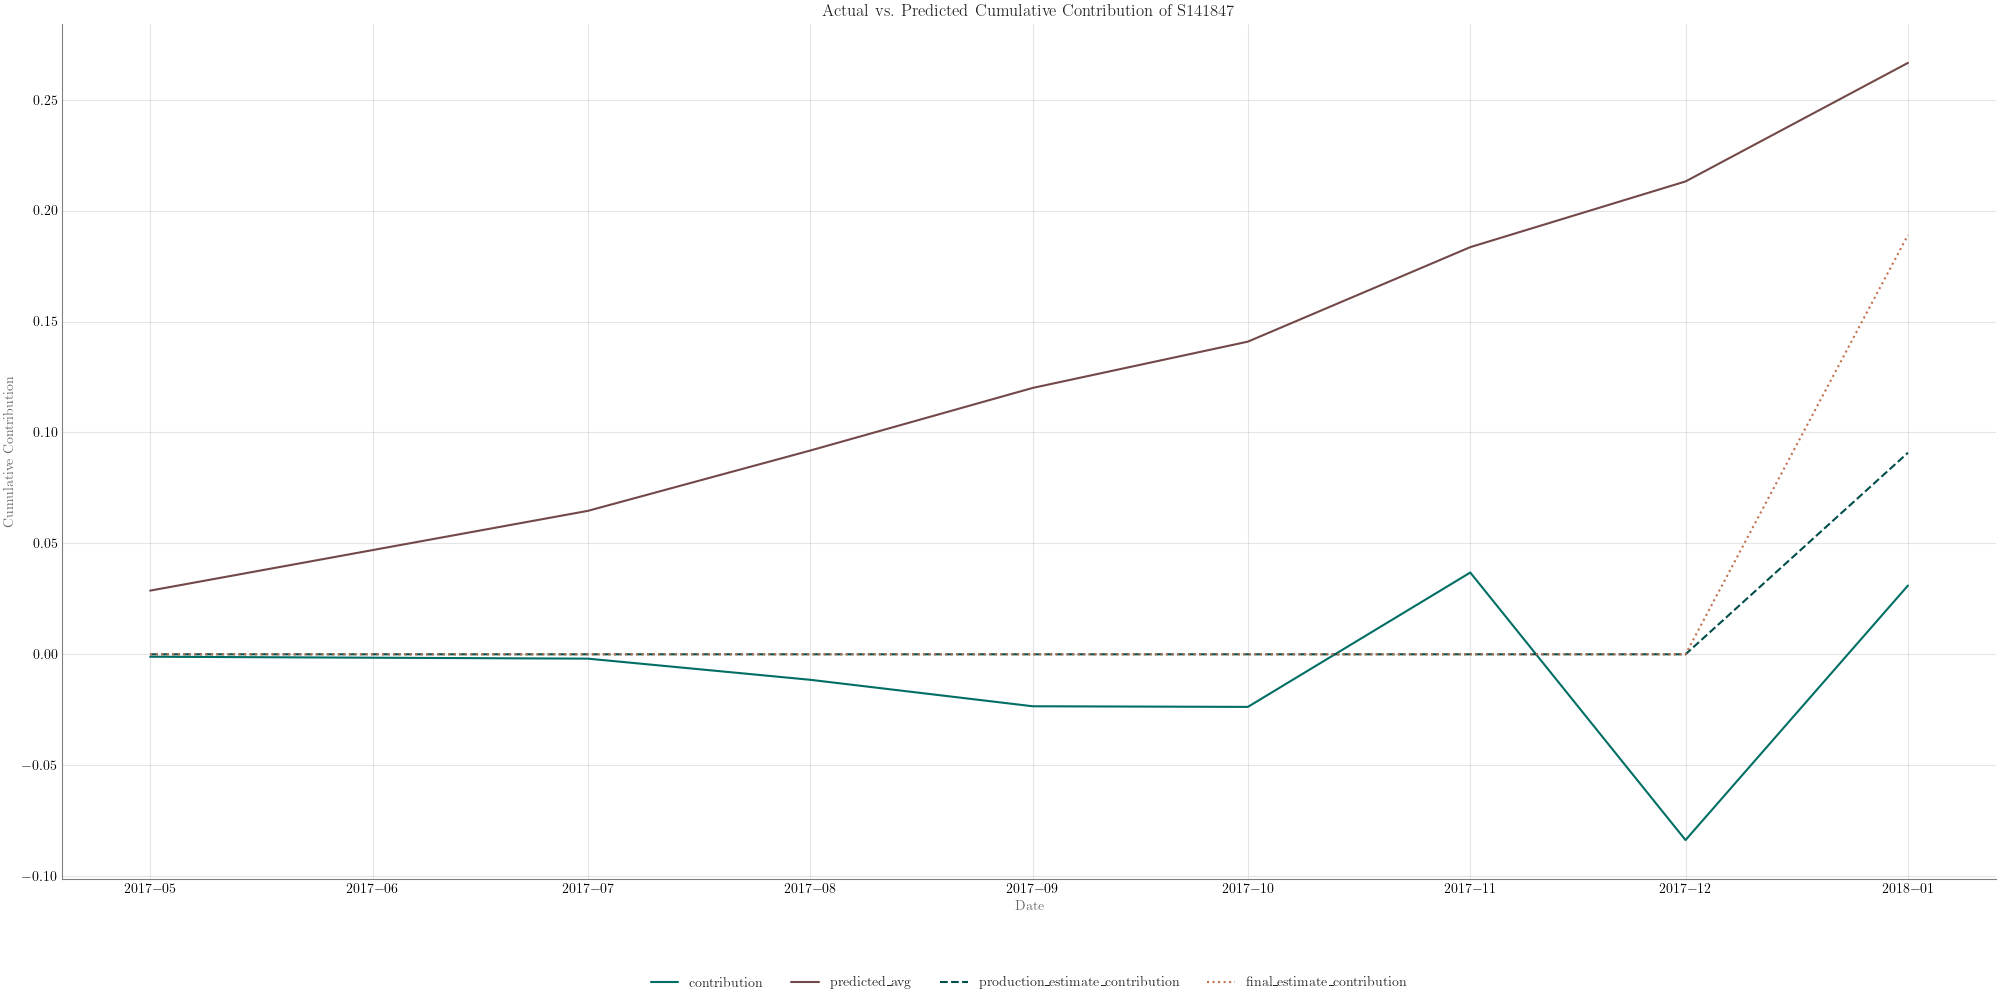 Actual vs. Predicted Cumulative Contribution of S141847
Cumulative Contribution
0.25
0.20
0.15
0.10
0.05
0.00
−0.05
−0.10
2017−05 2017−06 2017−07 2017−08 2017−09 2017−10 2017−11 2017−12 2018−01
Date
contribution predicted_avg production_estimate_contribution final_estimate_contribution